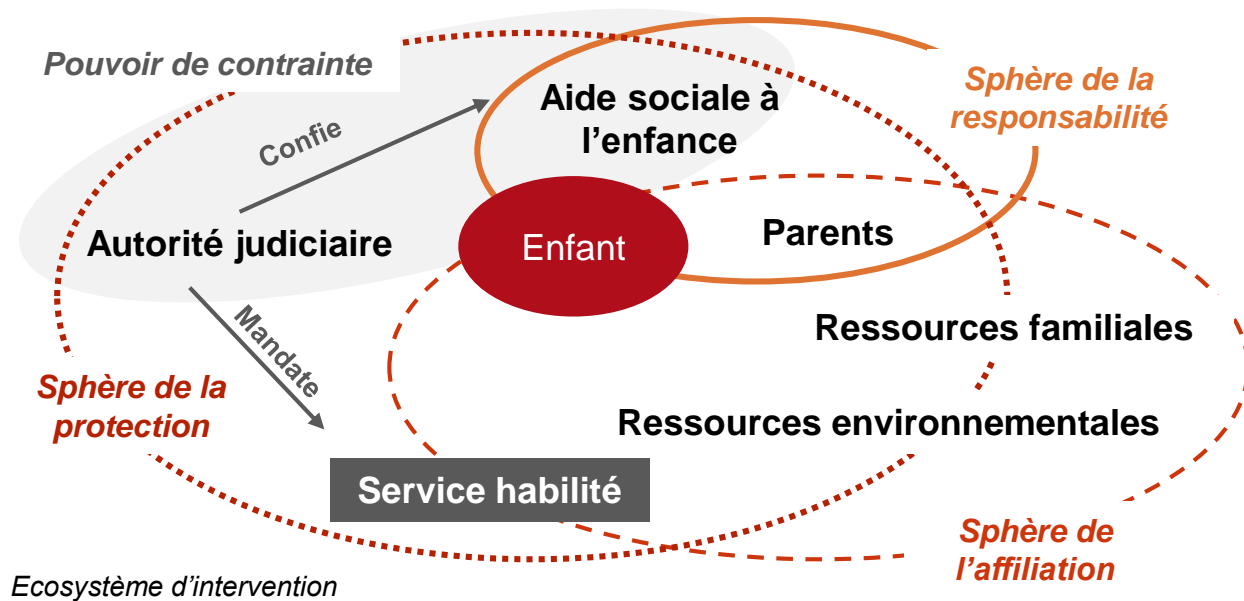 Pouvoir de contrainte
Aide sociale à
l’enfance
Sphère de la
responsabilité
Confie
Autorité judiciaire
Enfant
Parents
Mandate
Ressources familiales
Sphère de la
protection
Ressources environnementales
Service habilité
Sphère de
l’affiliation
Ecosystème d’intervention